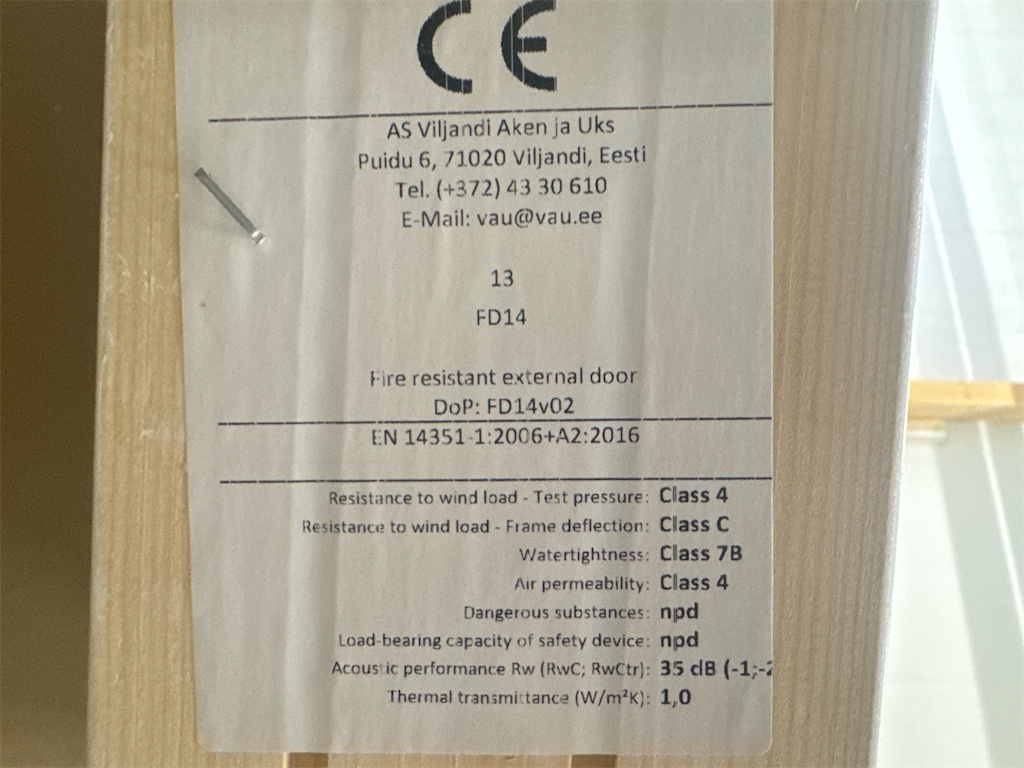 CE
AS Viljandi Aken ja Uks
Puidu 6, 71020 Viljandi, Eesti
Tel. (+372) 43 30 610
E-Mail: vau@vau.ee
13
FD14
Fire resistant external door
DoP: FD14v02
EN 14351-1:2006+A2:2016
Resistance to wind load - Test pressure: Class 4
Resistance to wind load - Frame deflection: Class C
Watertightness: Class 7B
Air permeability: Class 4
Dangerous substances: npd
Load-bearing capacity of safety device: npd
Acoustic performance Rw (RwC; RwCtr): 35 dB (-1;-2
Thermal transmittance (W/m²K): 1,0